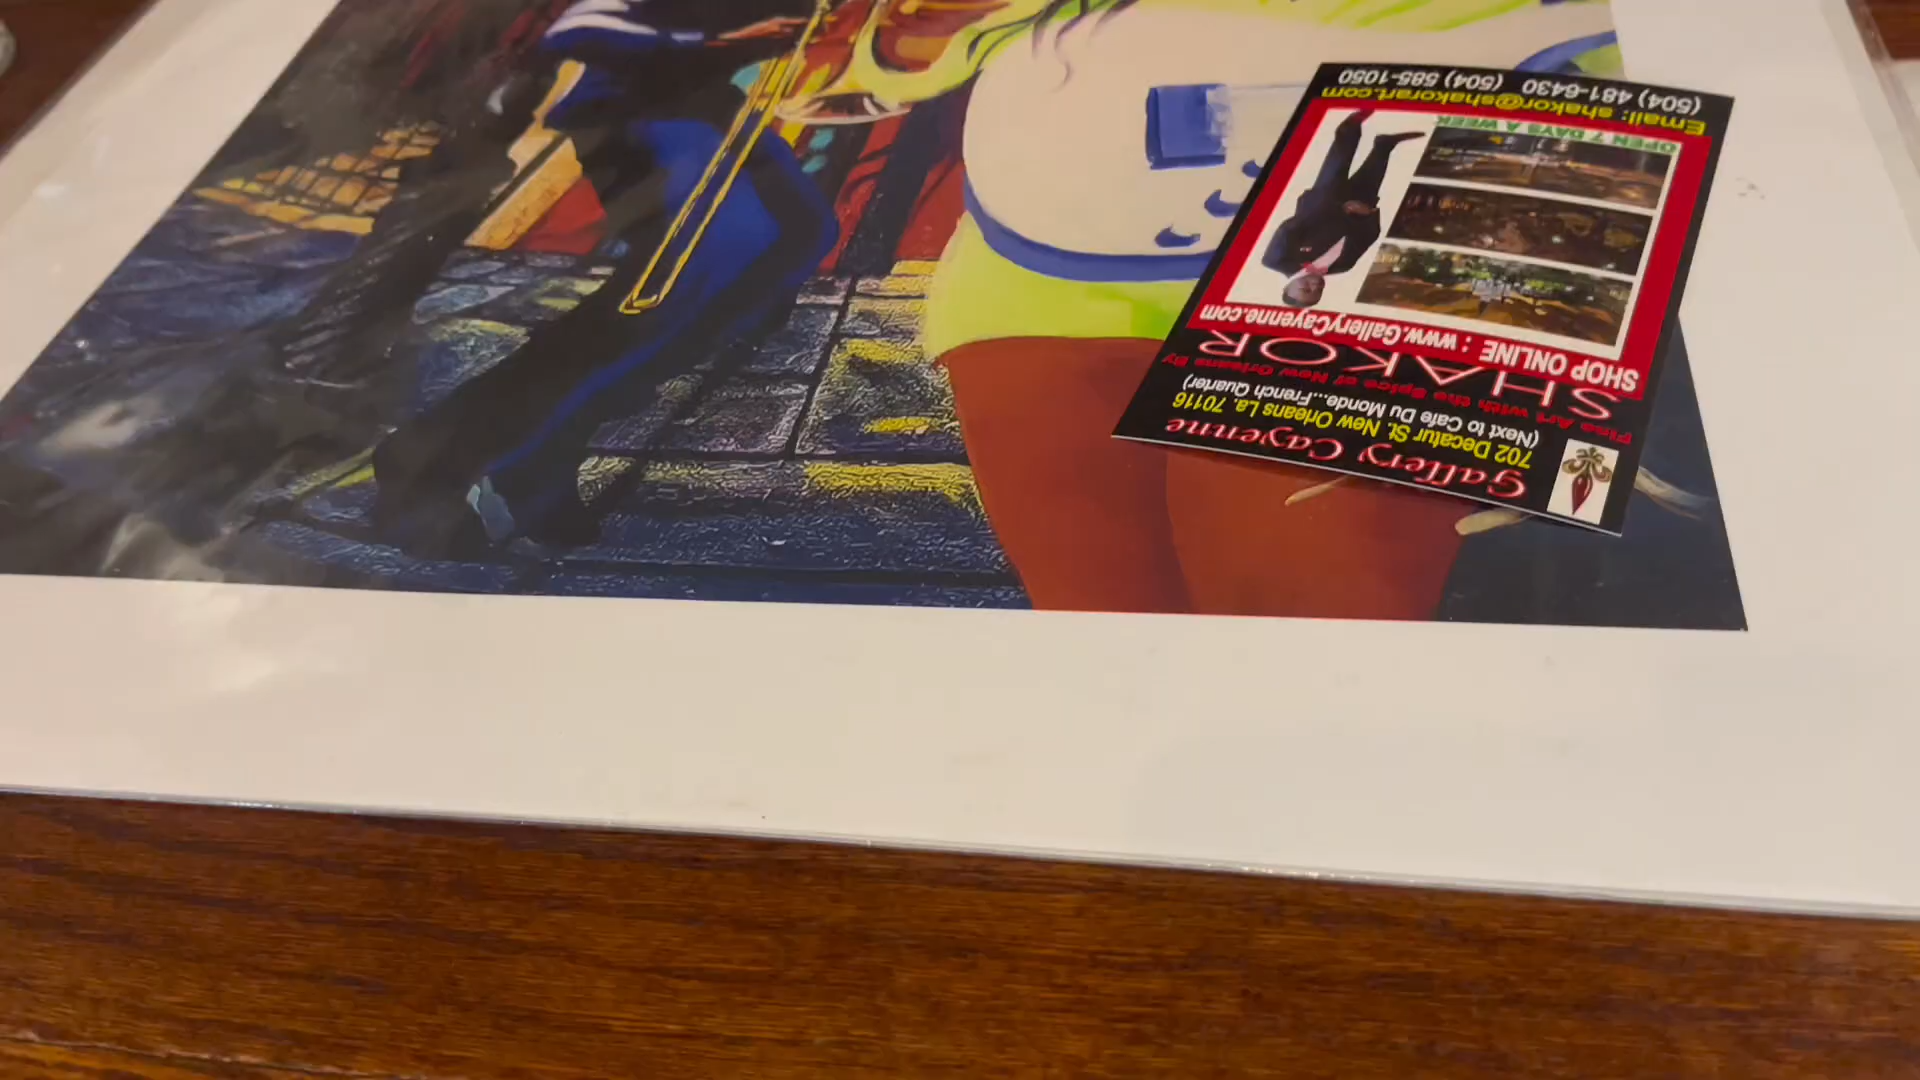 Gallery Cayenne
702 Decatur St. New Orleans La. 70116
(Next to Cafe Du Monde...French Quarter)
Fine Art with the Spice of New Orleans By
SHAKOR
SHOP ONLINE : www.GalleryCayenne.com
OPEN 7 DAYS A WEEK
Email: shakor@shakorart.com
(504) 481-6430 (504) 585-1050